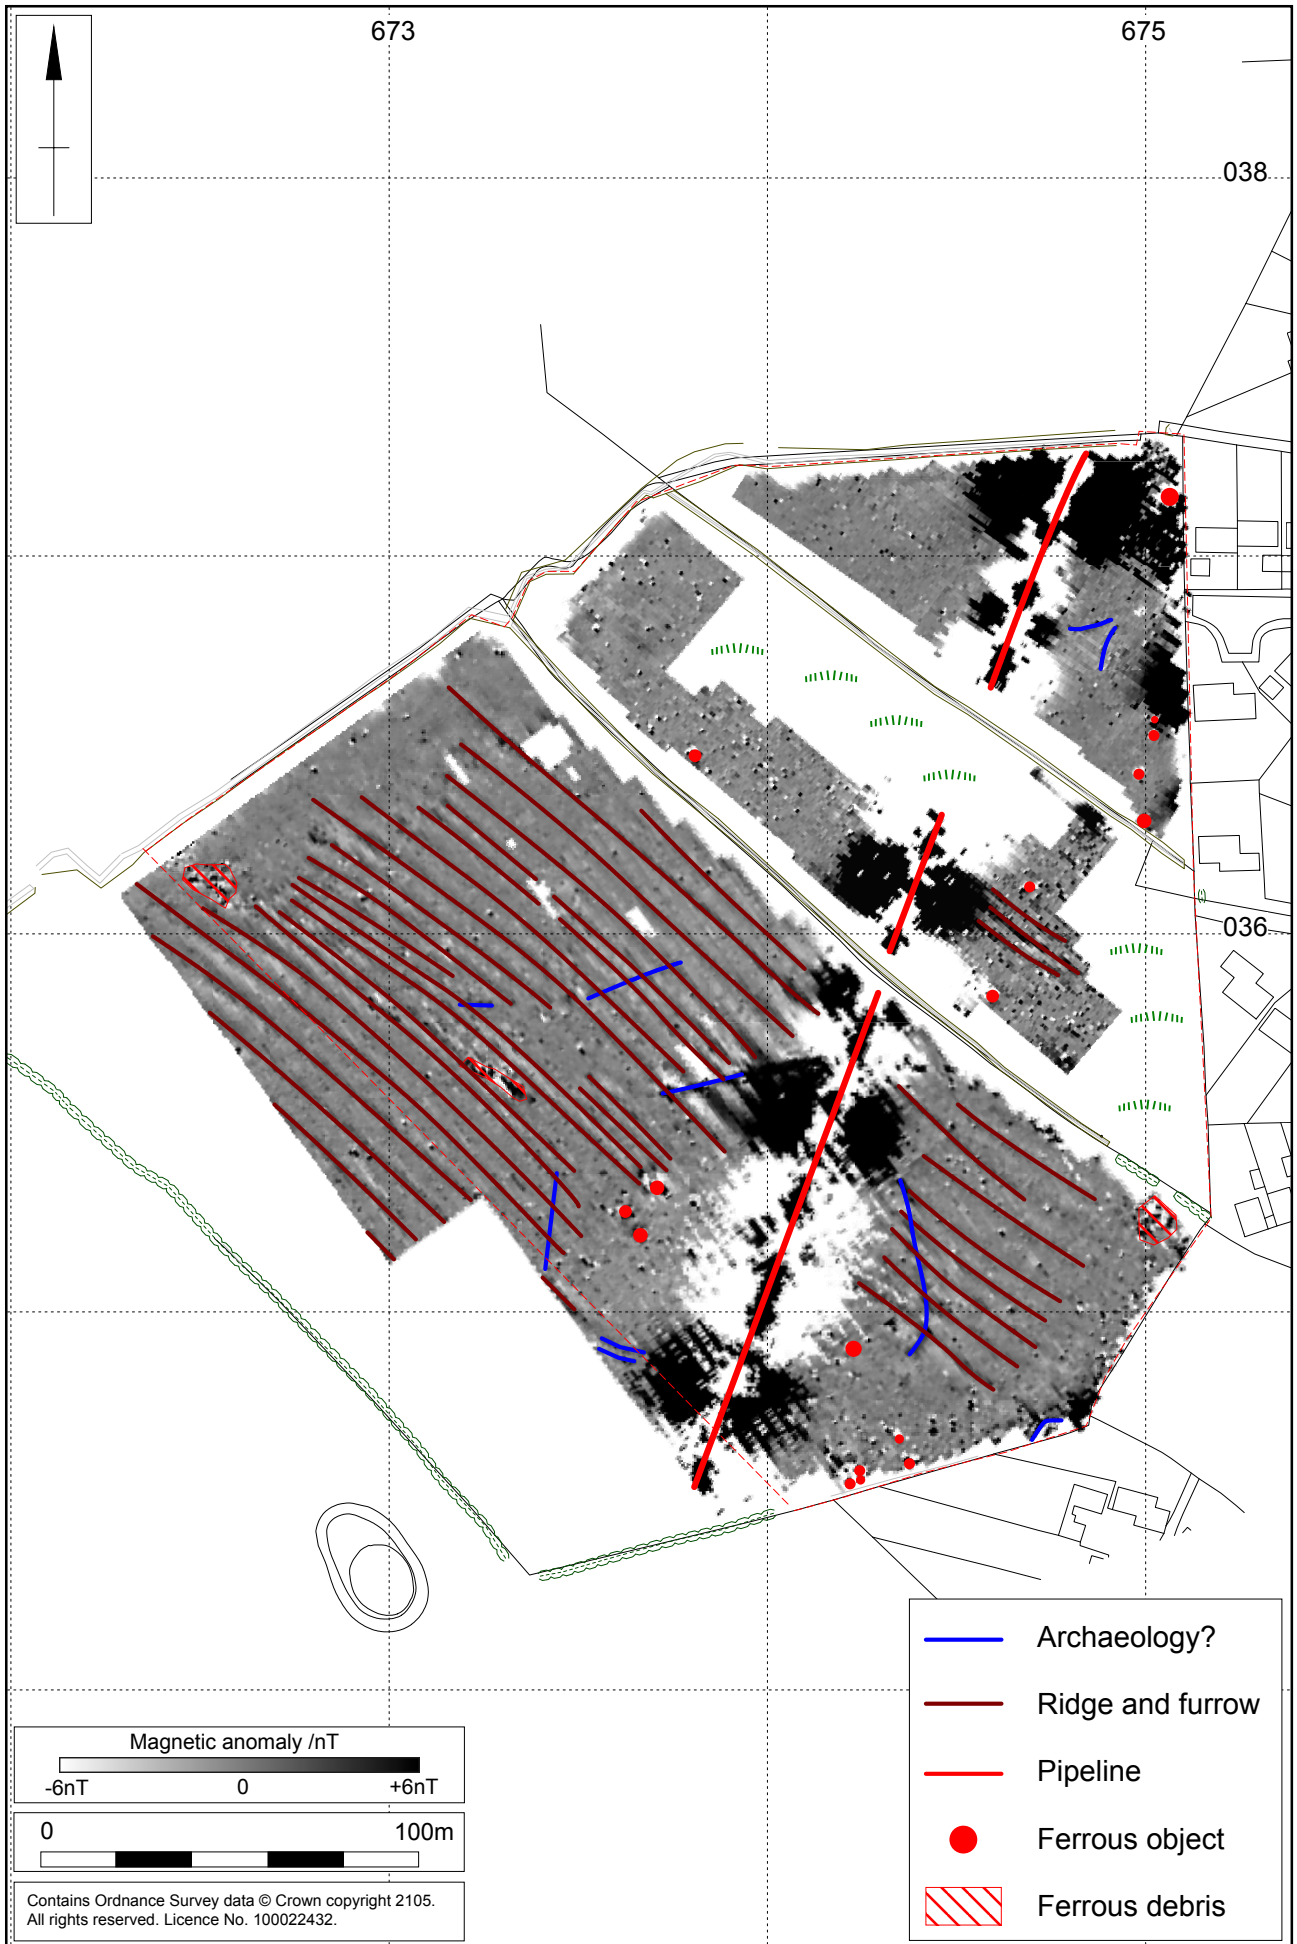 673
675
038
036
Archaeology?
Ridge and furrow
Pipeline
Ferrous object
Ferrous debris
Magnetic anomaly /nT
-6nT 0 +6nT
0 100m
Contains Ordnance Survey data © Crown copyright 2105.
All rights reserved. Licence No. 100022432.